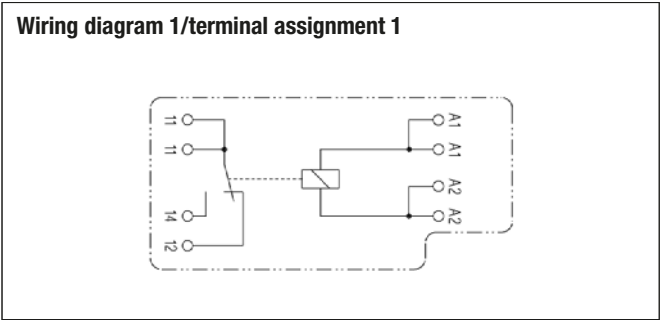 Wiring diagram 1/terminal assignment 1
11
A1
11
A1
A2
14
A2
12